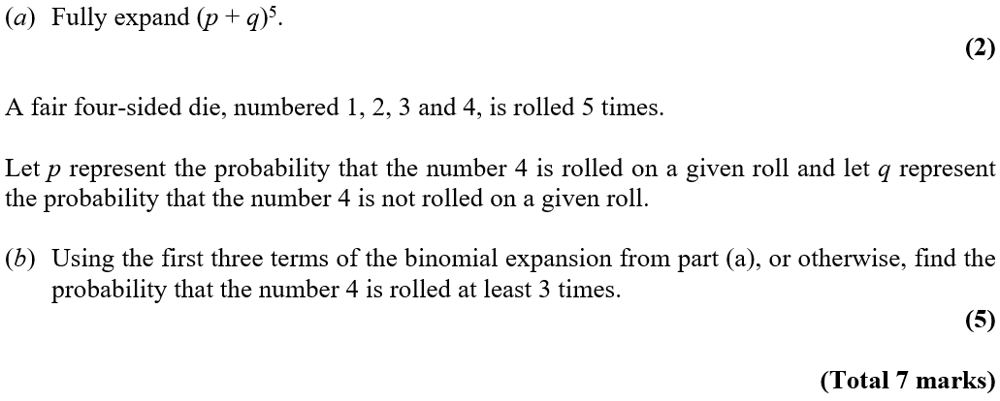 (a) Fully expand (p + q)⁵.
(2)
A fair four-sided die, numbered 1, 2, 3 and 4, is rolled 5 times.
Let p represent the probability that the number 4 is rolled on a given roll and let q represent
the probability that the number 4 is not rolled on a given roll.
(b) Using the first three terms of the binomial expansion from part (a), or otherwise, find the
probability that the number 4 is rolled at least 3 times.
(5)
(Total 7 marks)